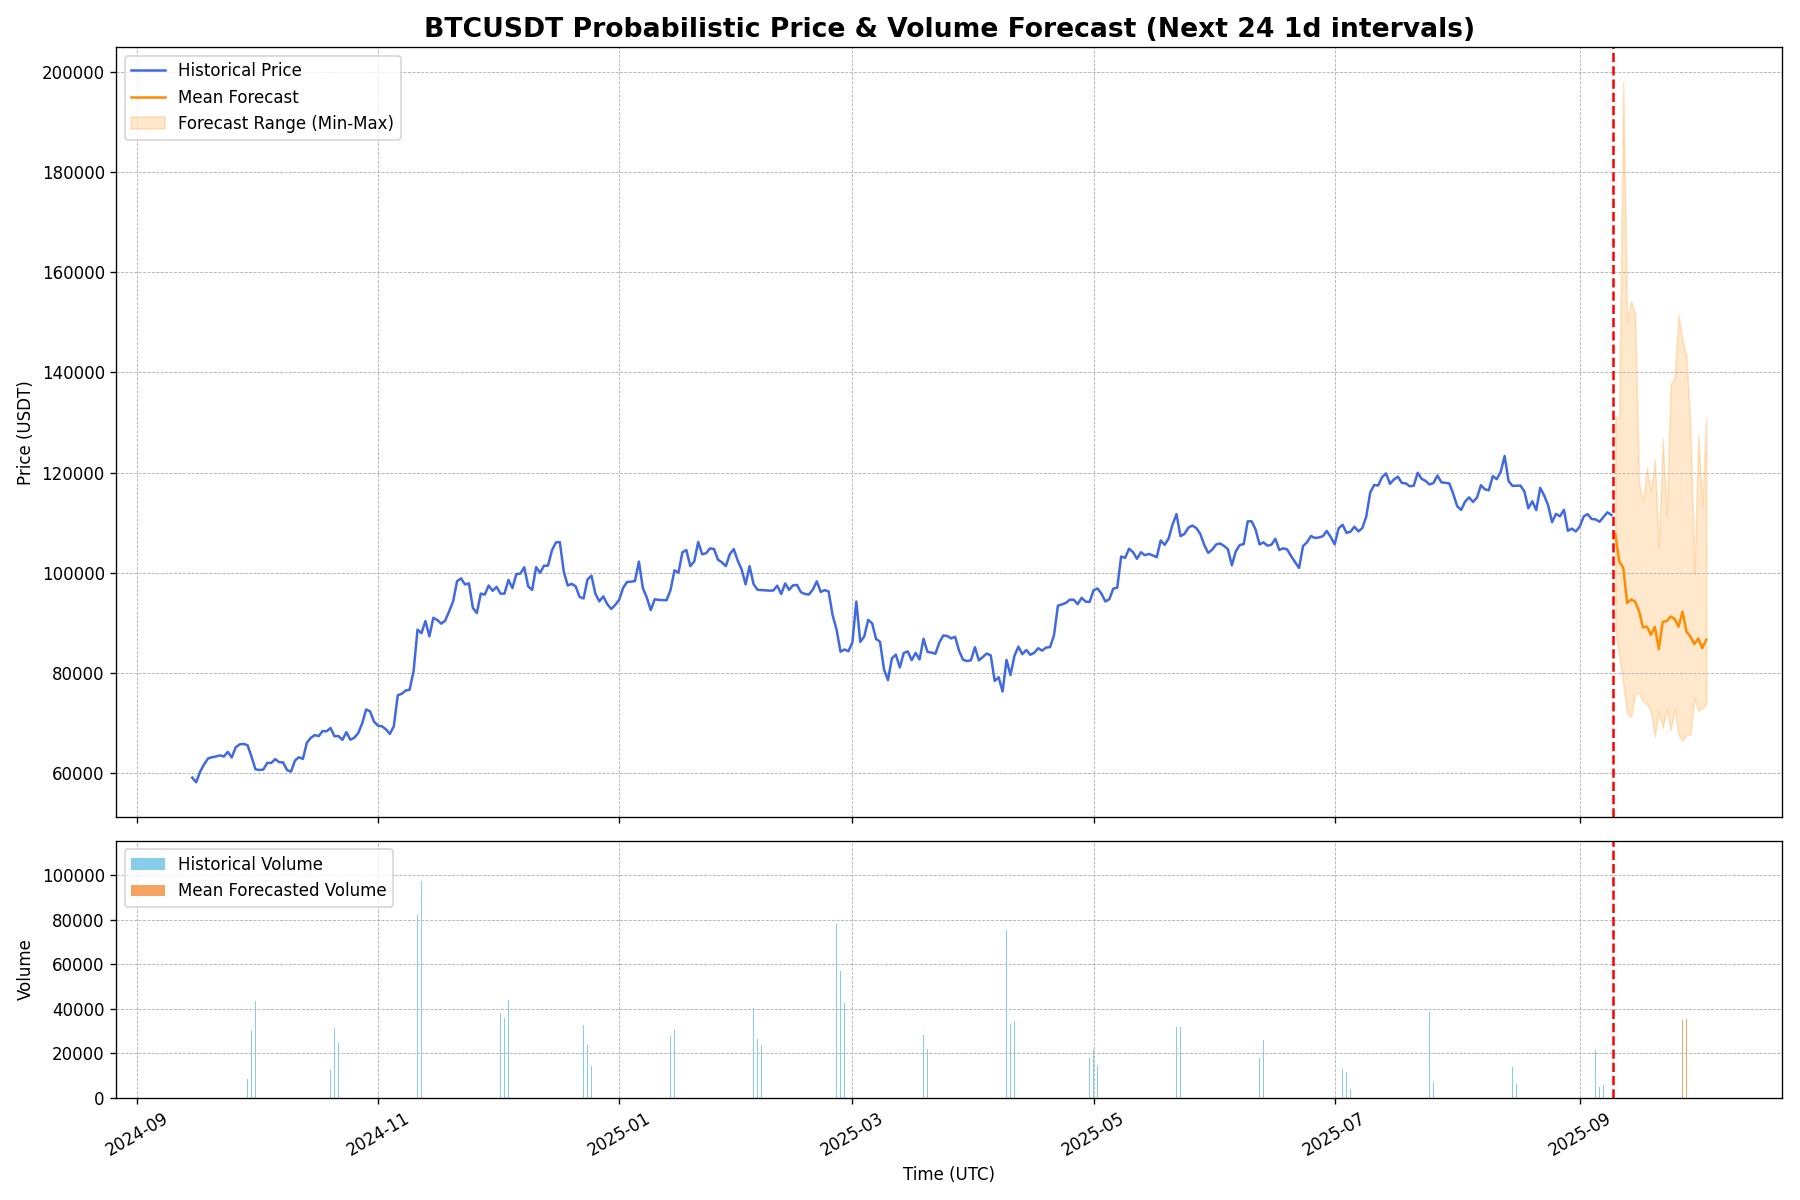 BTCUSDT Probabilistic Price & Volume Forecast (Next 24 1d intervals)
Historical Price
Mean Forecast
Forecast Range (Min-Max)
200000
180000
160000
140000
120000
100000
80000
60000
Price (USDT)
Historical Volume
Mean Forecasted Volume
100000
80000
60000
40000
20000
0
Volume
2024-09
2024-11
2025-01
2025-03
2025-05
2025-07
2025-09
Time (UTC)